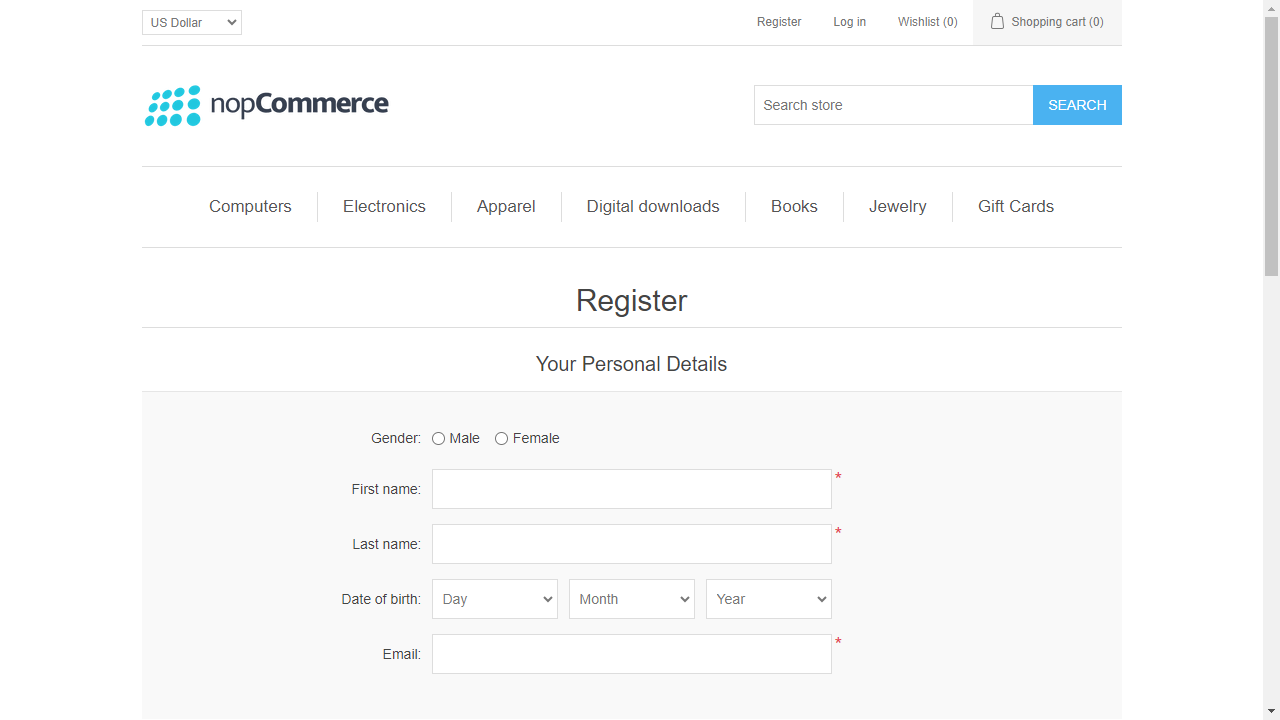 US Dollar
Register
Log in
Wishlist (0)
Shopping cart (0)
nopCommerce
Search store
SEARCH
Computers
Electronics
Apparel
Digital downloads
Books
Jewelry
Gift Cards
Register
Your Personal Details
Gender: Male Female
First name: *
Last name: *
Date of birth: Day Month Year
Email: *